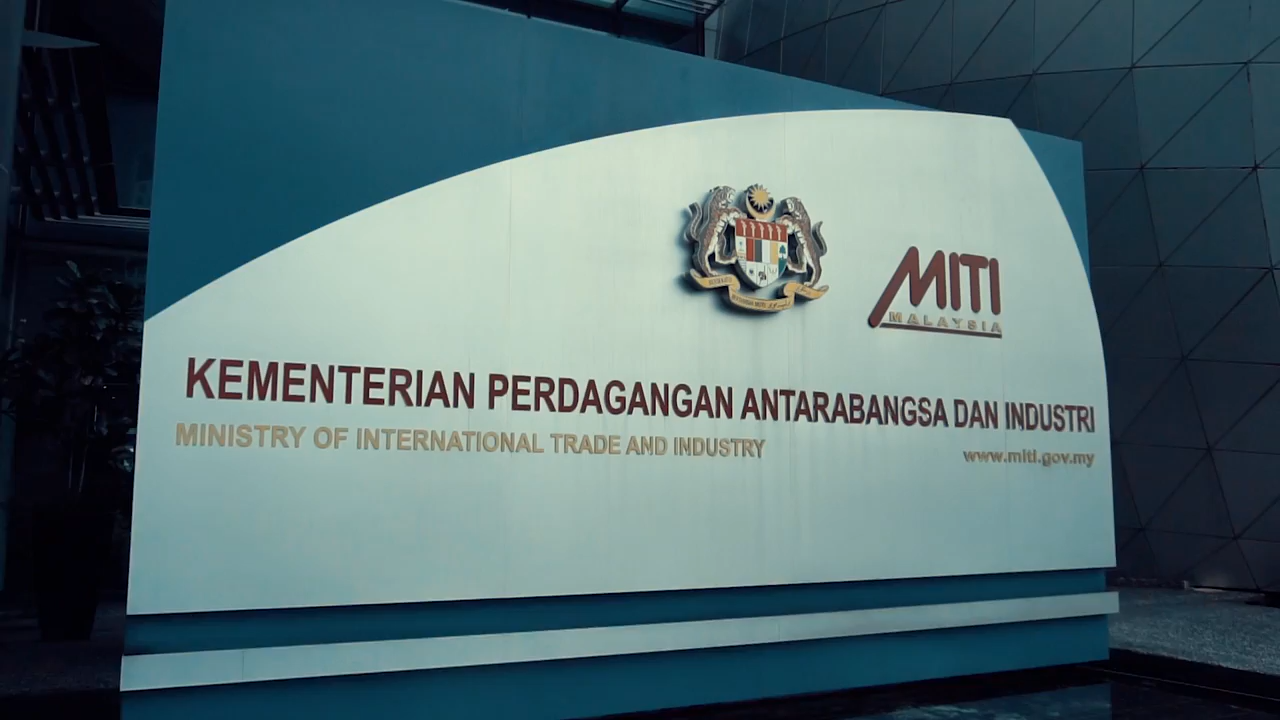 MITI
MALAYSIA
KEMENTERIAN PERDAGANGAN ANTARABANGSA DAN INDUSTRI
MINISTRY OF INTERNATIONAL TRADE AND INDUSTRY
www.miti.gov.my